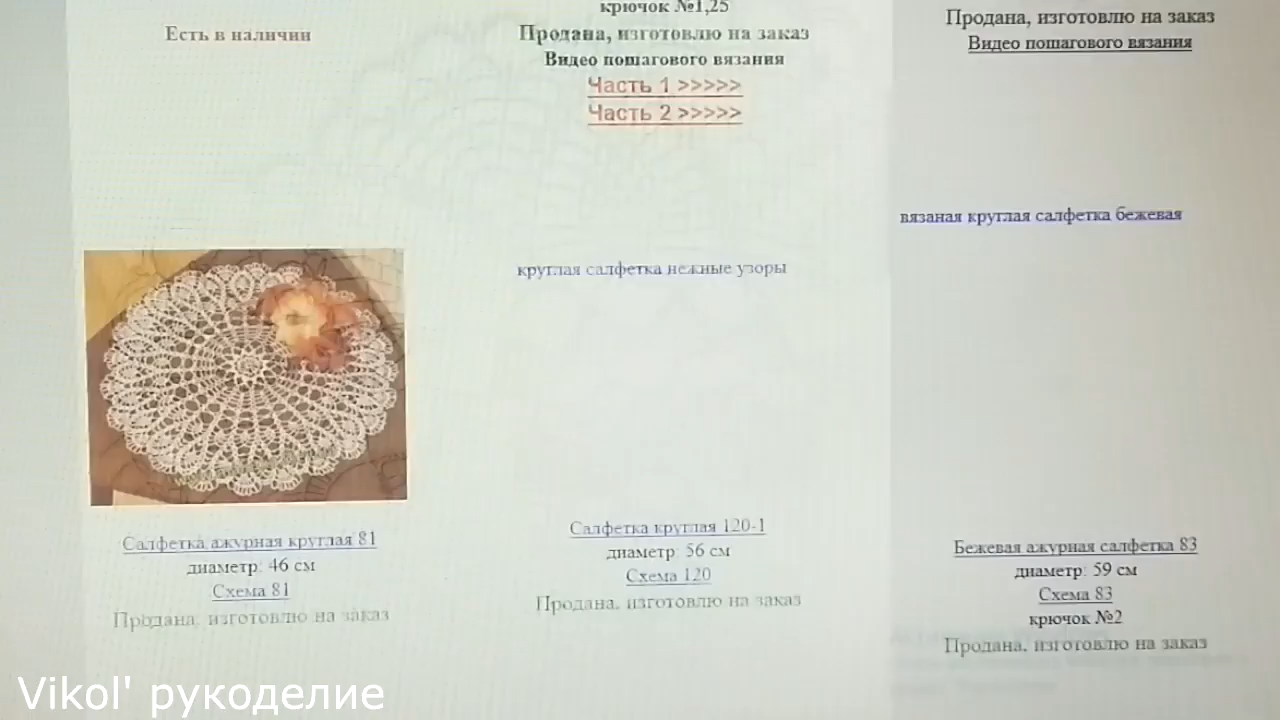 Есть в наличии
крючок №1,25
Продана, изготовлю на заказ
Видео пошагового вязания
Часть 1 >>>>>
Часть 2 >>>>>
Продана, изготовлю на заказ
Видео пошагового вязания
вязаная круглая салфетка бежевая
круглая салфетка нежные узоры
Салфетка ажурная круглая 81
диаметр: 46 см
Схема 81
Продана, изготовлю на заказ
Салфетка круглая 120-1
диаметр: 56 см
Схема 120
Продана, изготовлю на заказ
Бежевая ажурная салфетка 83
диаметр: 59 см
Схема 83
крючок №2
Продана, изготовлю на заказ
Vikol' рукоделие